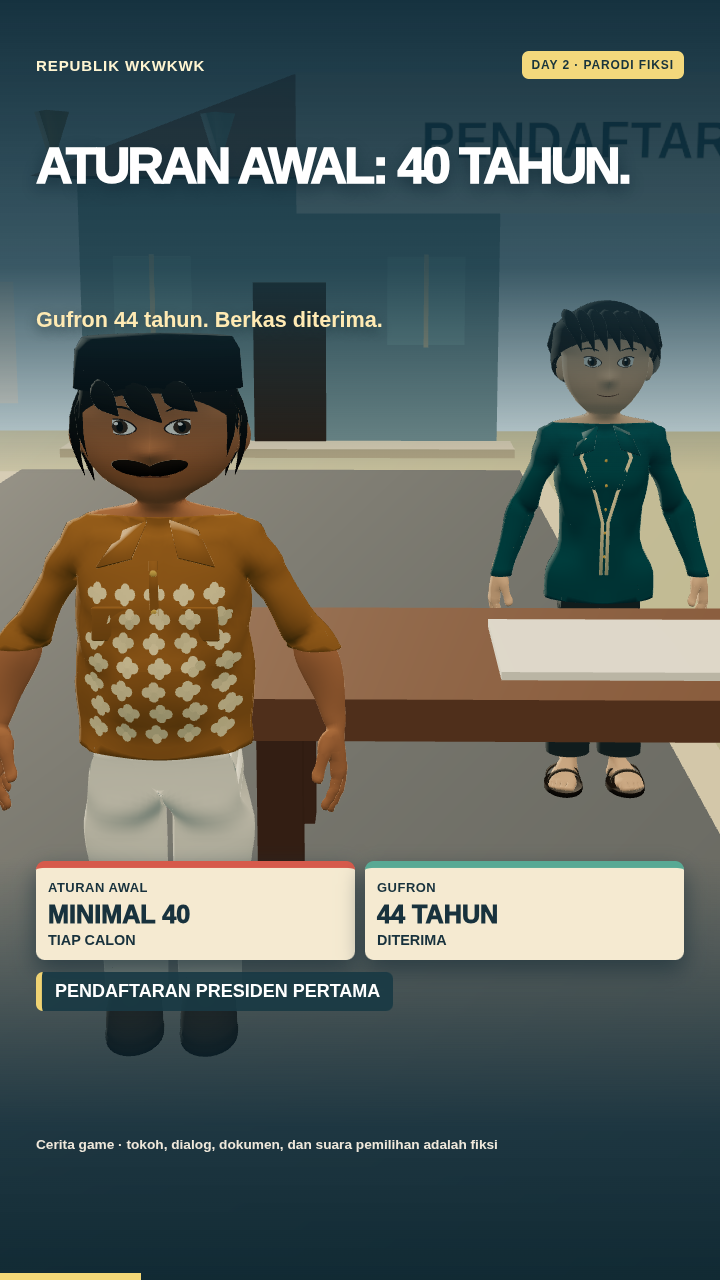 REPUBLIK WKWKWK
DAY 2 · PARODI FIKSI
PENDAFTAR
ATURAN AWAL: 40 TAHUN.
Gufron 44 tahun. Berkas diterima.
ATURAN AWAL
MINIMAL 40
TIAP CALON
GUFRON
44 TAHUN
DITERIMA
PENDAFTARAN PRESIDEN PERTAMA
Cerita game · tokoh, dialog, dokumen, dan suara pemilihan adalah fiksi